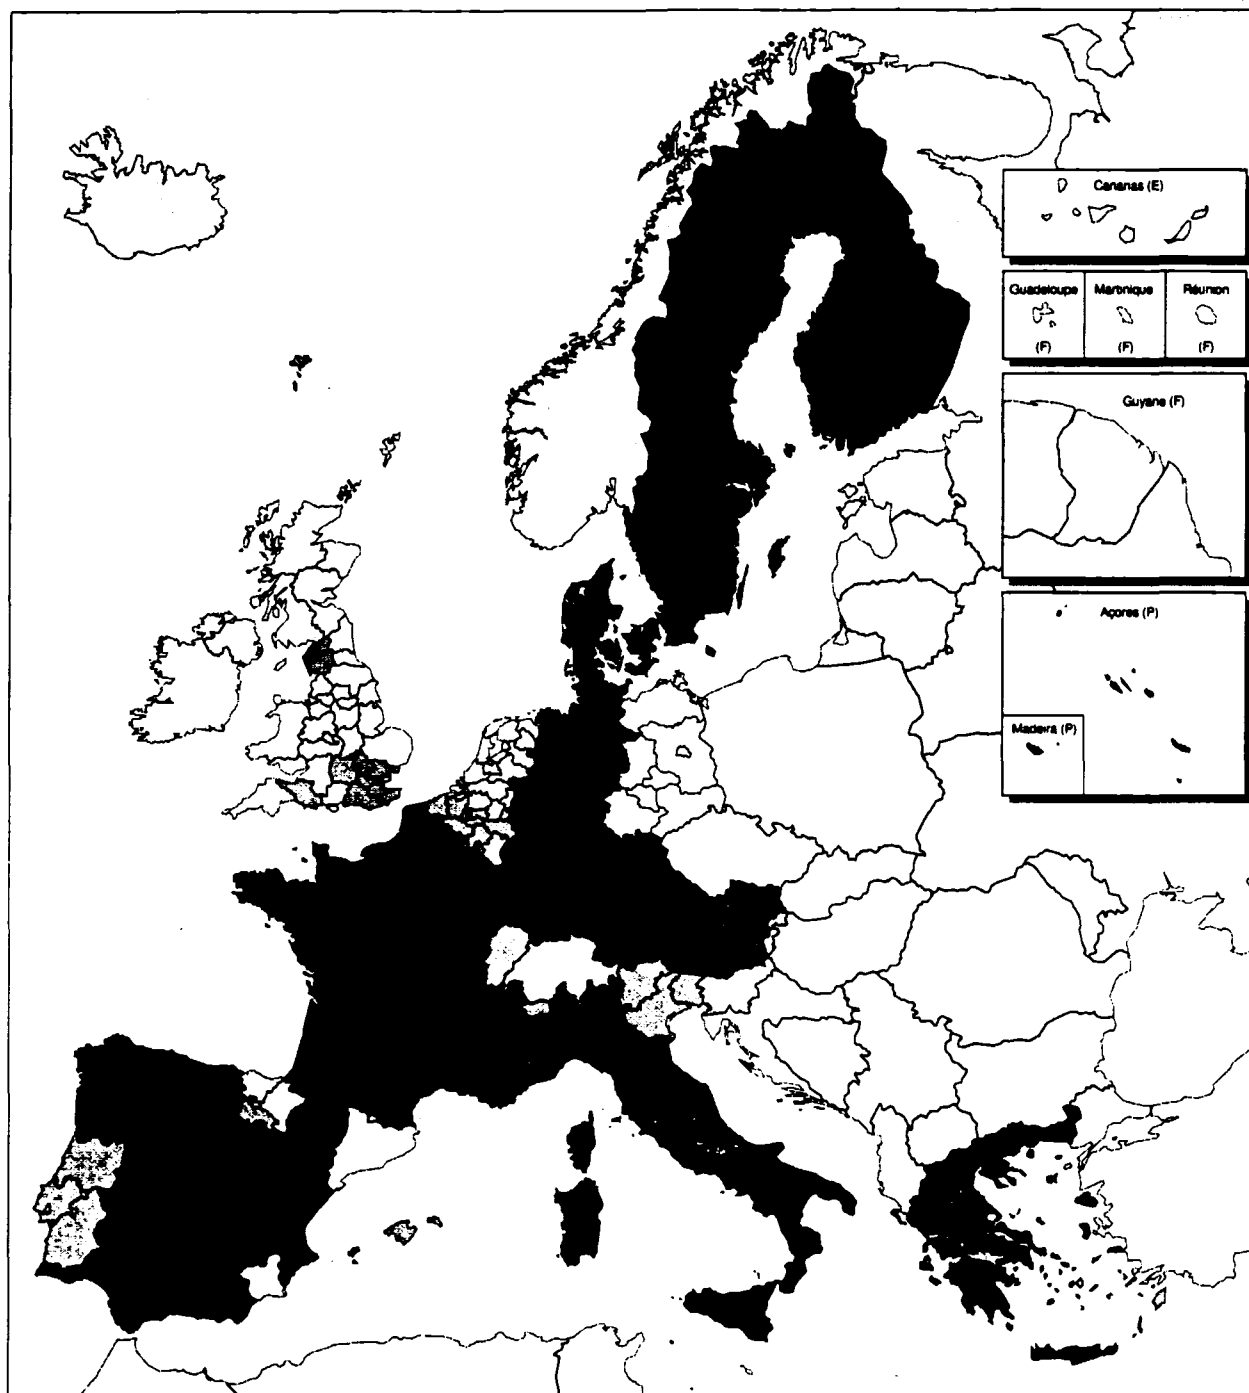 Canarias (E)
Guadeloupe Martinique Réunion
(F) (F) (F)
Guyane (F)
Açores (P)
Madeira (P)